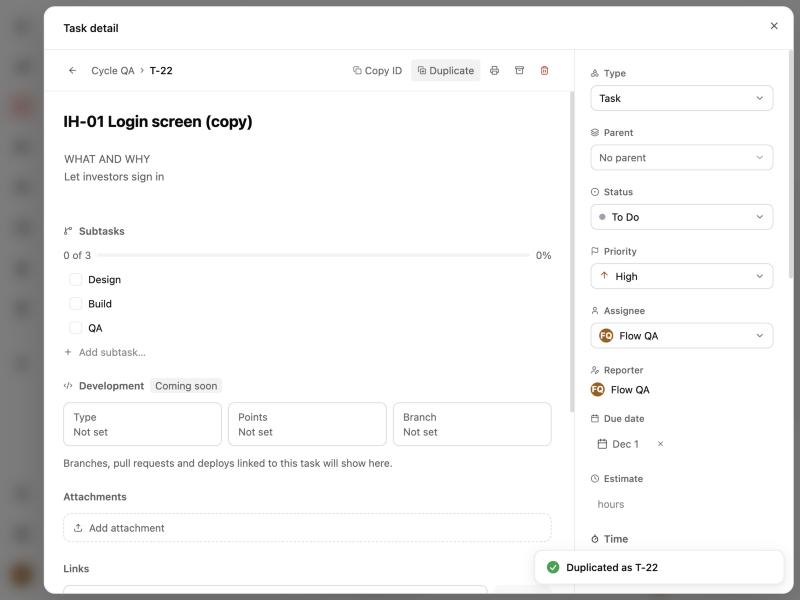 Task detail
Cycle QA > T-22
Copy ID
Duplicate
IH-01 Login screen (copy)
WHAT AND WHY
Let investors sign in
Subtasks
0 of 3
0%
Design
Build
QA
+ Add subtask...
Development
Coming soon
Type
Not set
Points
Not set
Branch
Not set
Branches, pull requests and deploys linked to this task will show here.
Attachments
Add attachment
Links
Type
Task
Parent
No parent
Status
To Do
Priority
High
Assignee
FQ Flow QA
Reporter
FQ Flow QA
Due date
Dec 1
Estimate
hours
Time
Duplicated as T-22